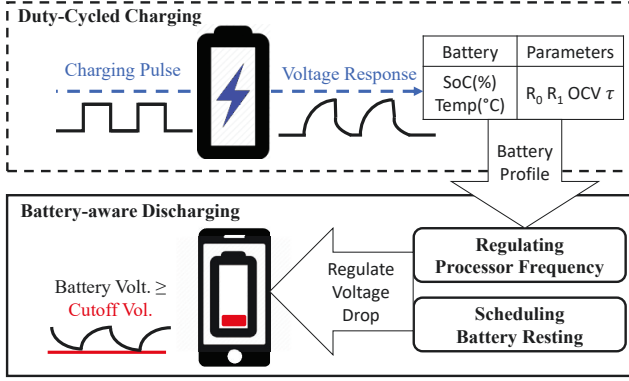 Duty-Cycled Charging
Charging Pulse
Voltage Response
Battery Parameters
SoC(%)
Temp(°C)
R₀ R₁ OCV τ
Battery
Profile
Battery-aware Discharging
Battery Volt. ≥
Cutoff Vol.
Regulate
Voltage
Drop
Regulating
Processor Frequency
Scheduling
Battery Resting